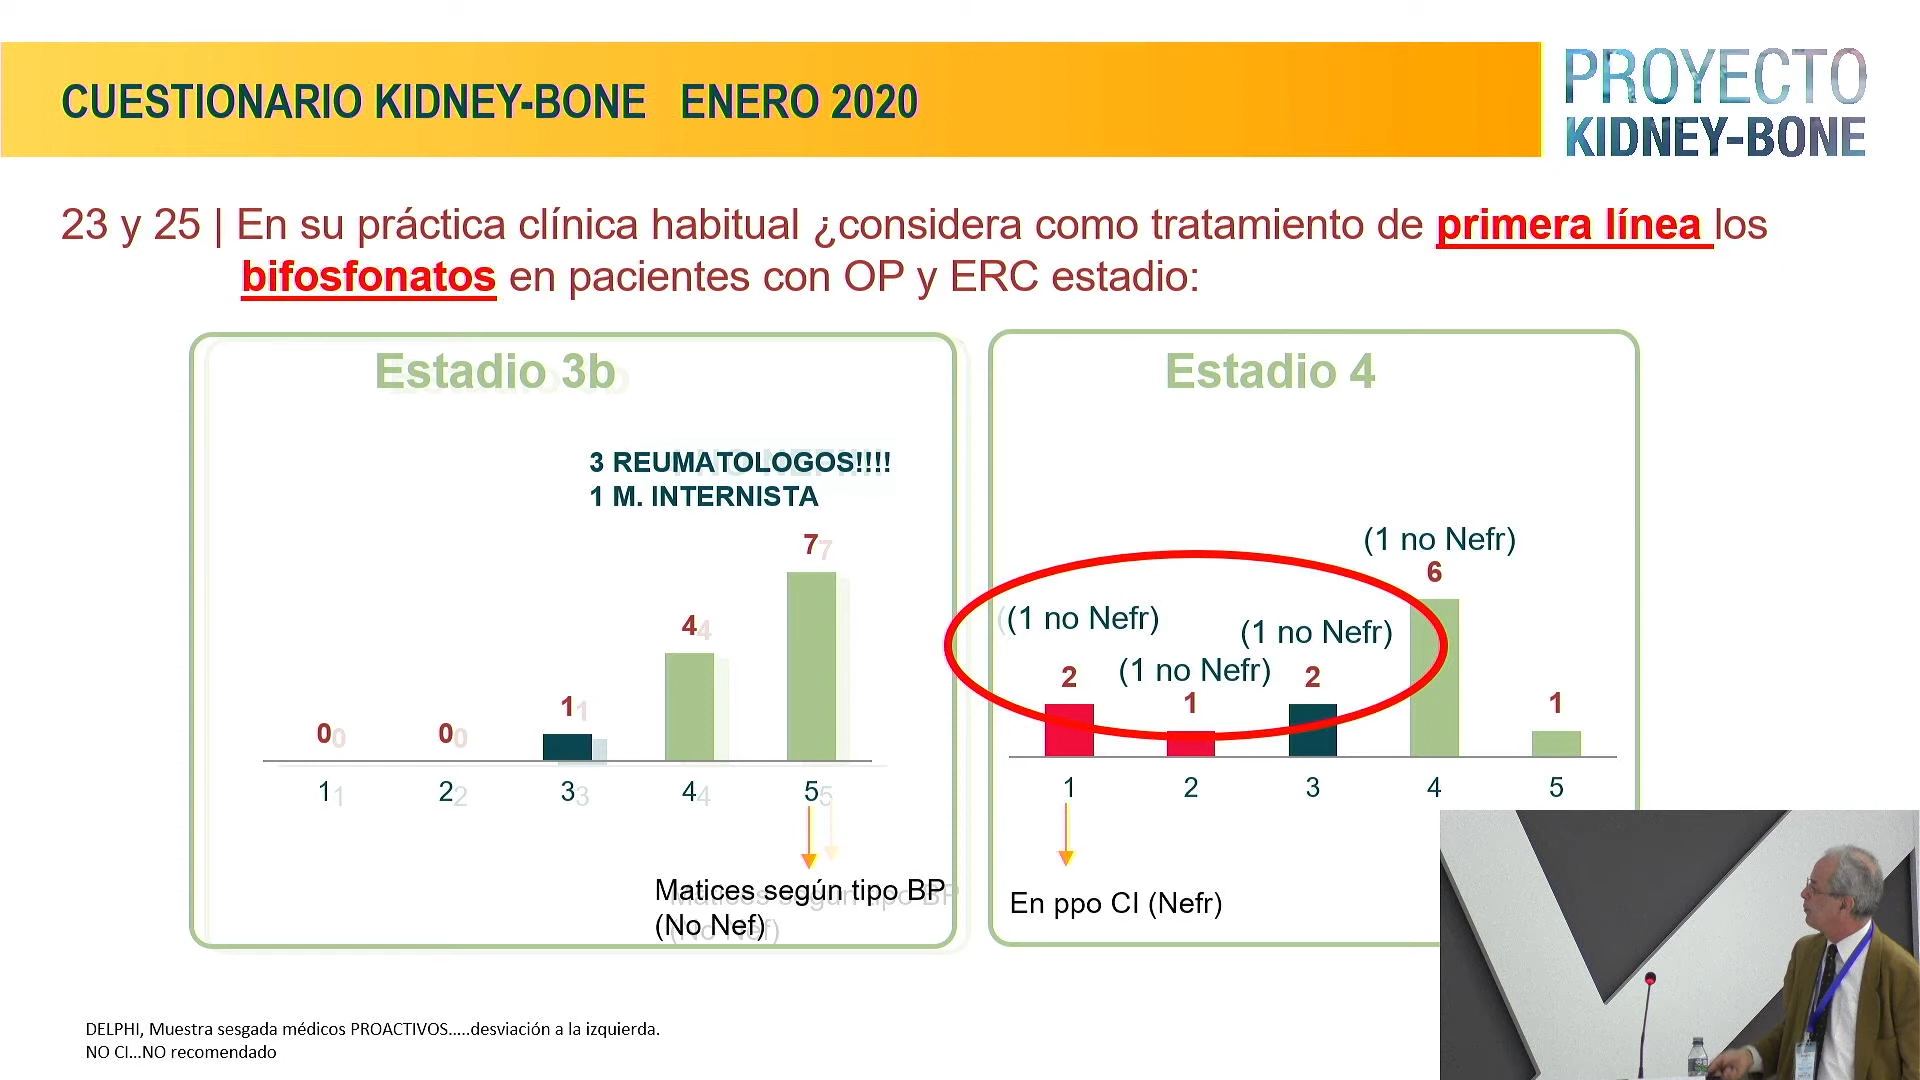 CUESTIONARIO KIDNEY-BONE ENERO 2020
PROYECTO
KIDNEY-BONE
23 y 25 | En su práctica clínica habitual ¿considera como tratamiento de primera línea los
bifosfonatos en pacientes con OP y ERC estadio:
Estadio 3b
3 REUMATOLOGOS!!!!
1 M. INTERNISTA
0 0 1 4 7
1 2 3 4 5
Matices según tipo BP
(No Nef)
Estadio 4
(1 no Nefr)
(1 no Nefr)
(1 no Nefr)
(1 no Nefr)
2 1 2 6 1
1 2 3 4 5
En ppo CI (Nefr)
DELPHI, Muestra sesgada médicos PROACTIVOS.....desviación a la izquierda.
NO CI...NO recomendado